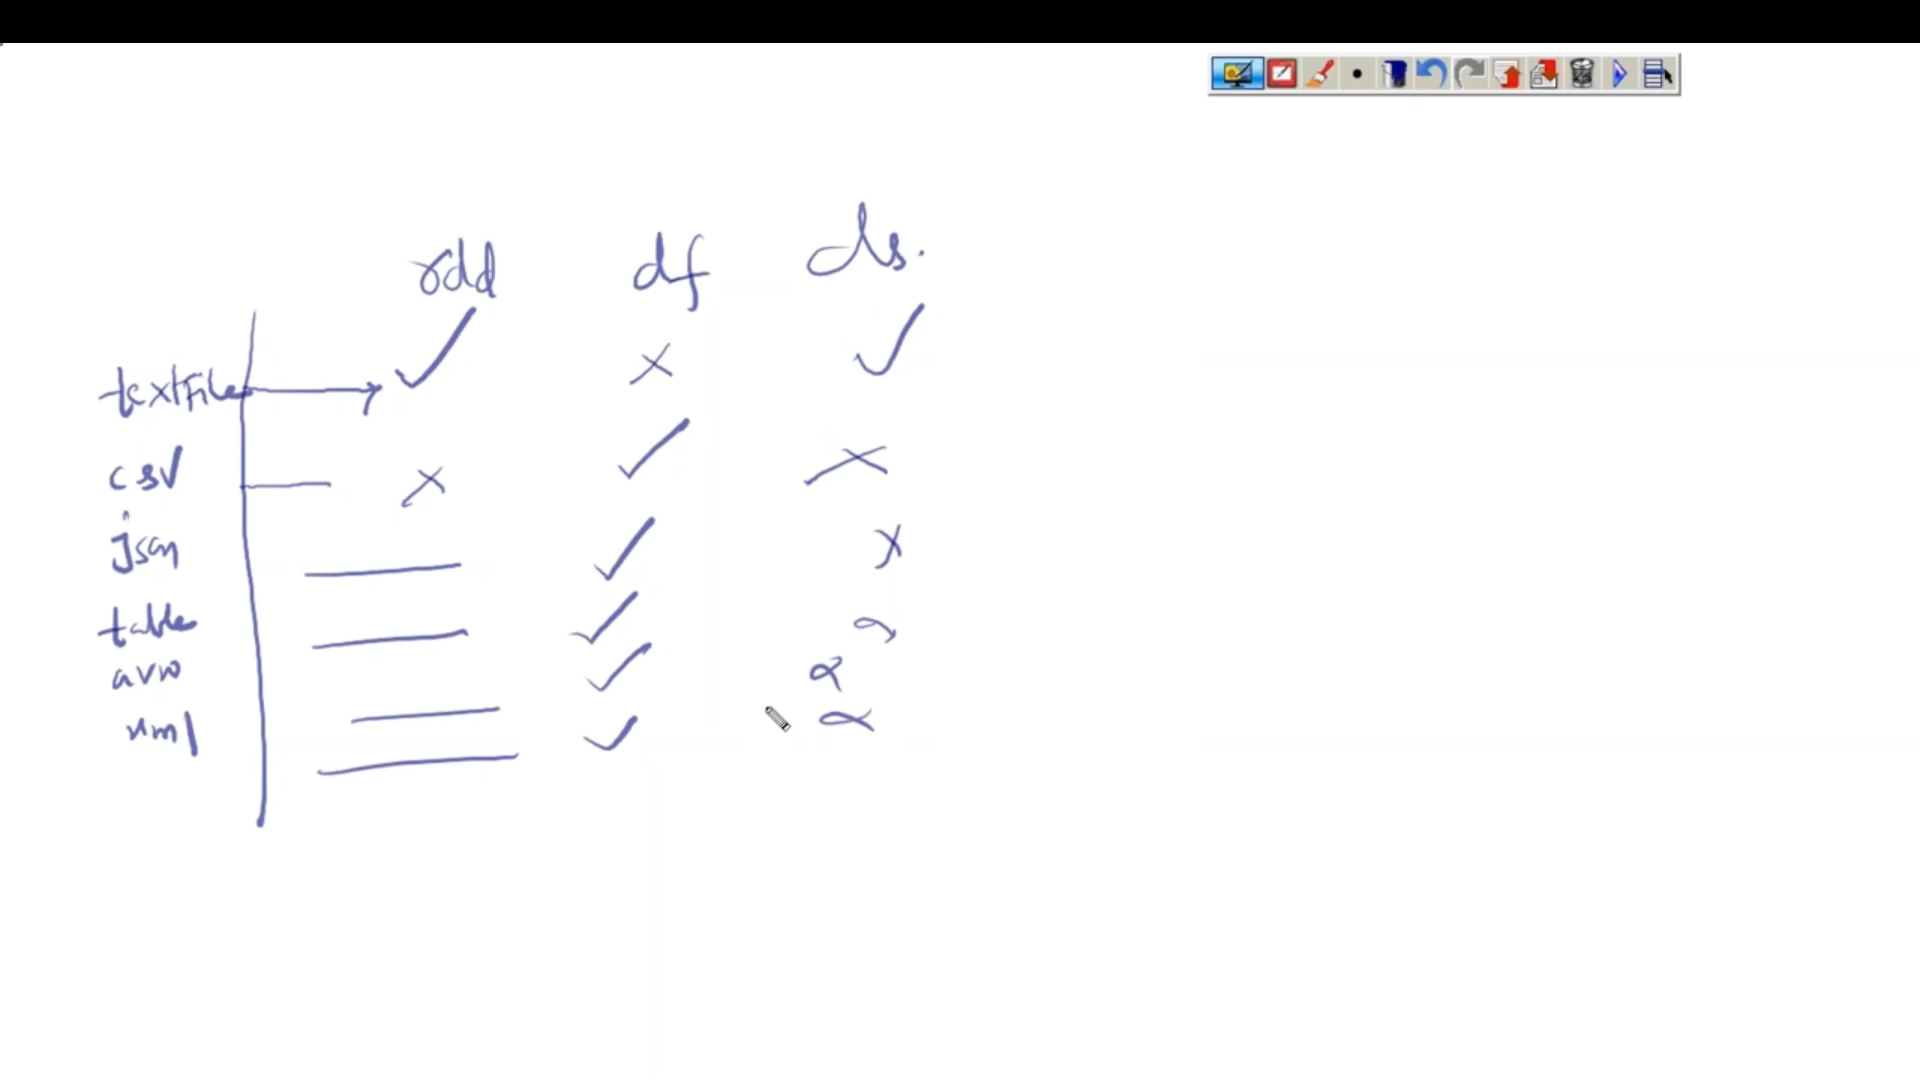 rdd df ds.
textFile ✓ × ✓
csv × ✓ ×
json ✓ ×
table ✓
avro ✓
xml ✓